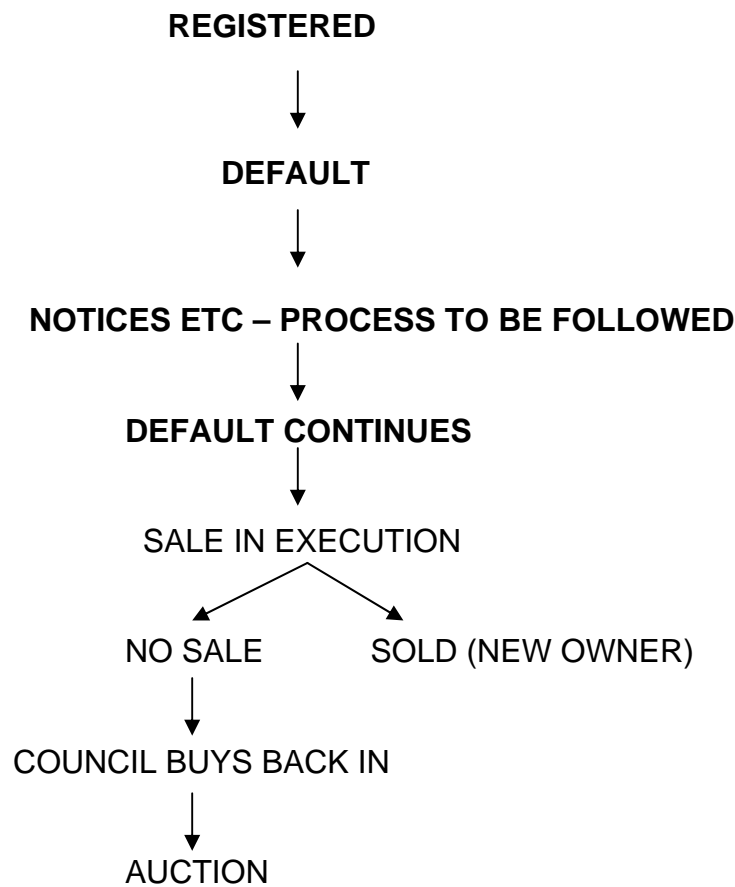 REGISTERED
DEFAULT
NOTICES ETC – PROCESS TO BE FOLLOWED
DEFAULT CONTINUES
SALE IN EXECUTION
NO SALE SOLD (NEW OWNER)
COUNCIL BUYS BACK IN
AUCTION